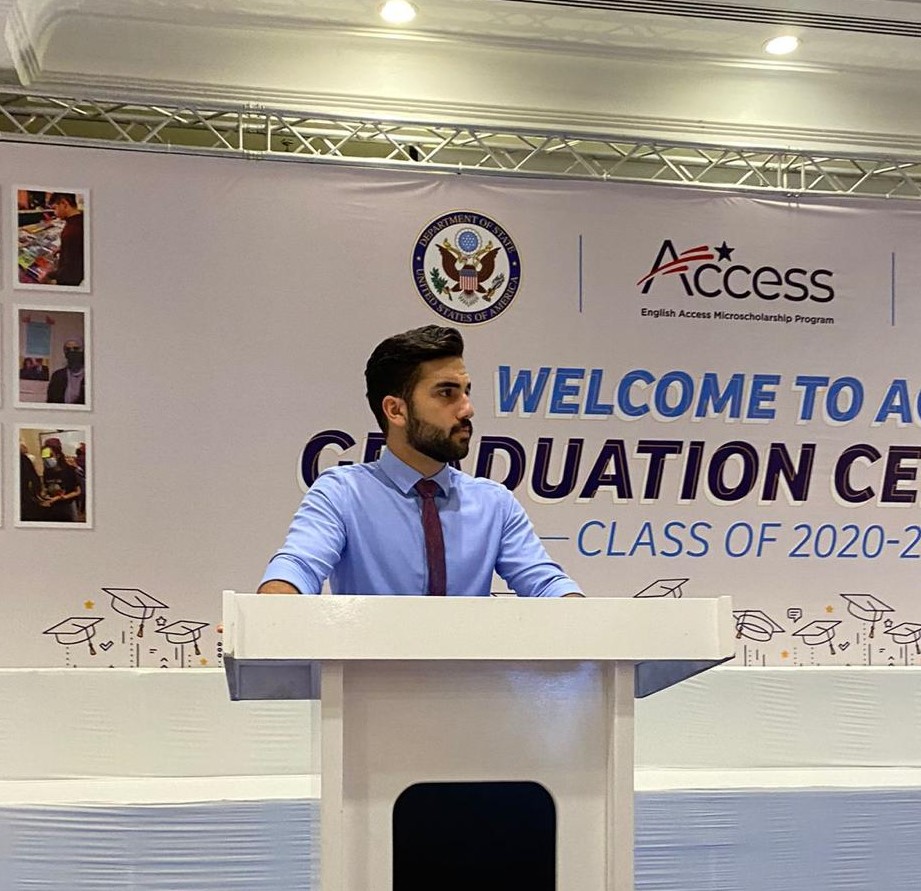 DEPARTMENT OF STATE
UNITED STATES OF AMERICA
Access
English Access Microscholarship Program
WELCOME TO
DUATION CE
CLASS OF 2020-2